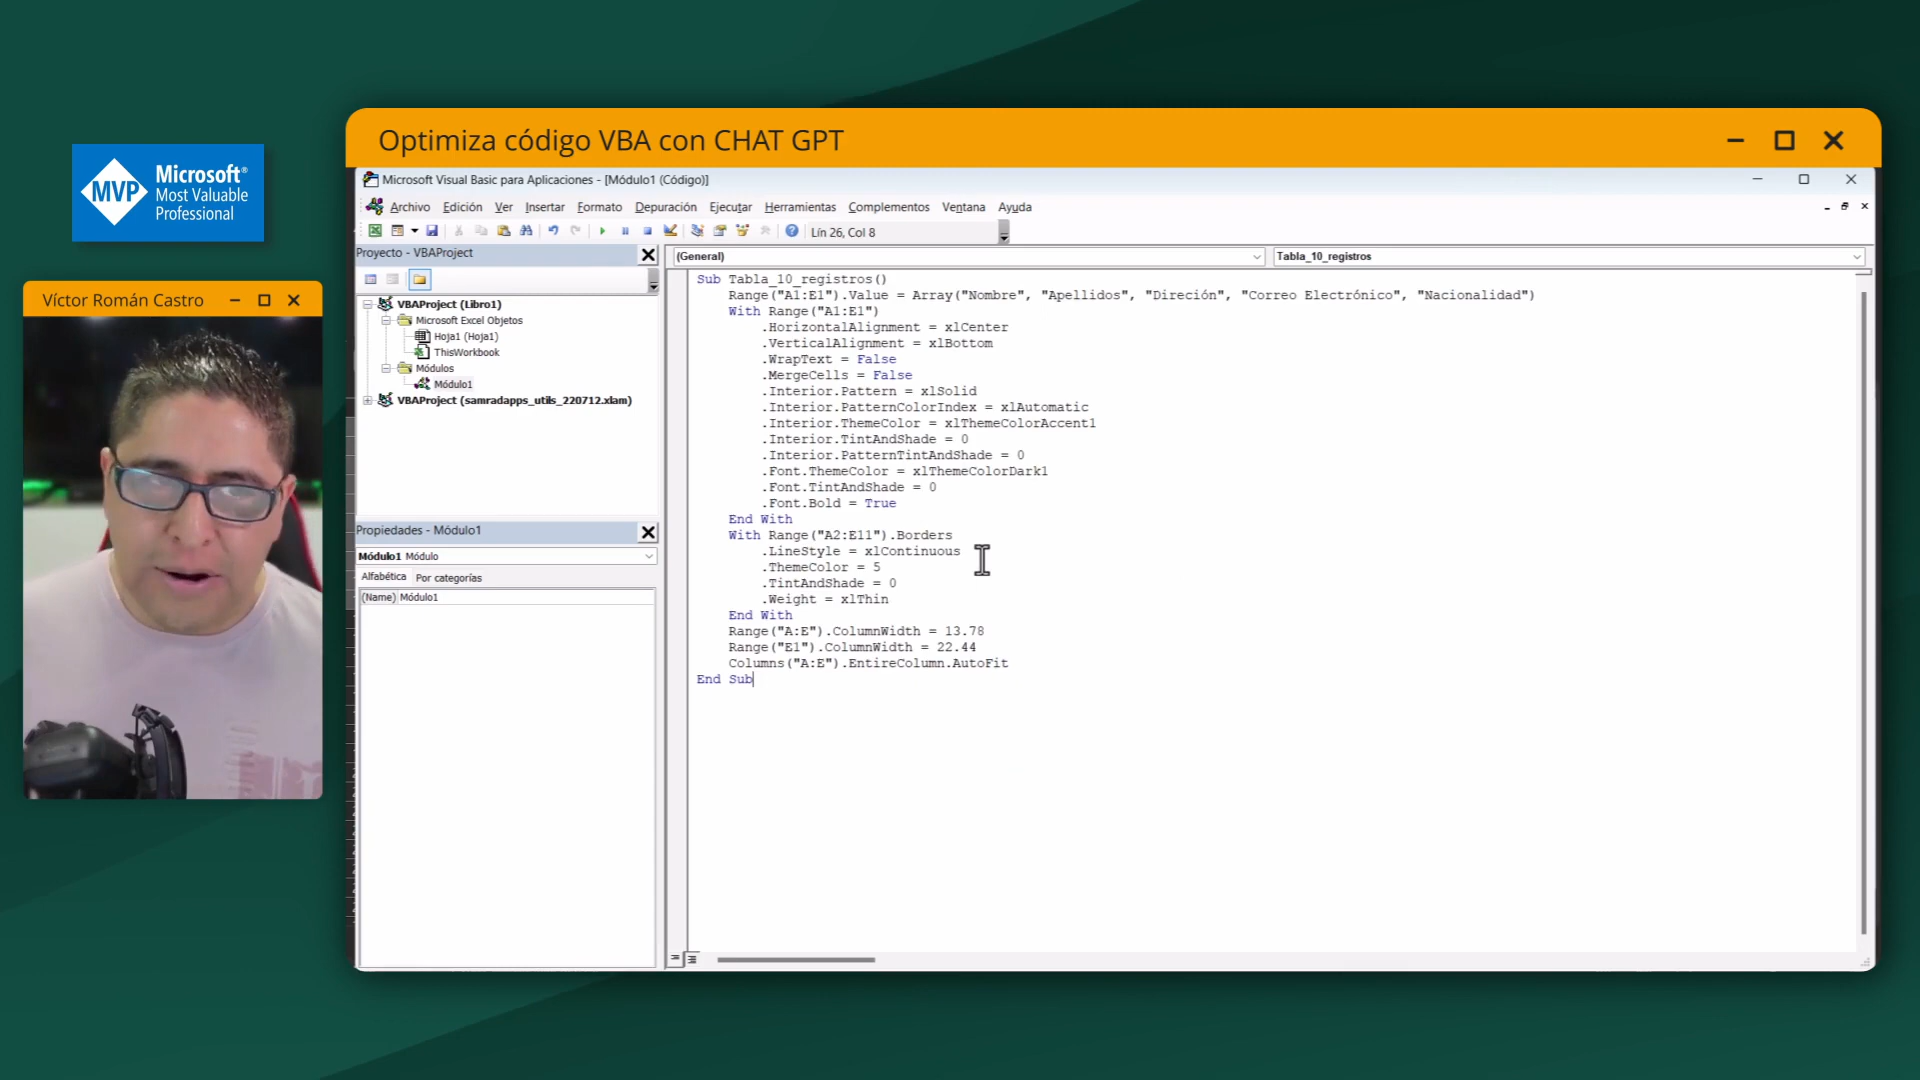 Optimiza código VBA con CHAT GPT
MVP
Microsoft®
Most Valuable
Professional
Víctor Román Castro
Microsoft Visual Basic para Aplicaciones - [Módulo1 (Código)]
Archivo Edición Ver Insertar Formato Depuración Ejecutar Herramientas Complementos Ventana Ayuda
Lín 26, Col 8
Proyecto - VBAProject
VBAProject (Libro1)
Microsoft Excel Objetos
Hoja1 (Hoja1)
ThisWorkbook
Módulos
Módulo1
VBAProject (samradapps_utils_220712.xlam)
Propiedades - Módulo1
Módulo1 Módulo
Alfabética Por categorías
(Name) Módulo1
(General) Tabla_10_registros
Sub Tabla_10_registros()
Range("A1:E1").Value = Array("Nombre", "Apellidos", "Direción", "Correo Electrónico", "Nacionalidad")
With Range("A1:E1")
.HorizontalAlignment = xlCenter
.VerticalAlignment = xlBottom
.WrapText = False
.MergeCells = False
.Interior.Pattern = xlSolid
.Interior.PatternColorIndex = xlAutomatic
.Interior.ThemeColor = xlThemeColorAccent1
.Interior.TintAndShade = 0
.Interior.PatternTintAndShade = 0
.Font.ThemeColor = xlThemeColorDark1
.Font.TintAndShade = 0
.Font.Bold = True
End With
With Range("A2:E11").Borders
.LineStyle = xlContinuous
.ThemeColor = 5
.TintAndShade = 0
.Weight = xlThin
End With
Range("A:E").ColumnWidth = 13.78
Range("E1").ColumnWidth = 22.44
Columns("A:E").EntireColumn.AutoFit
End Sub